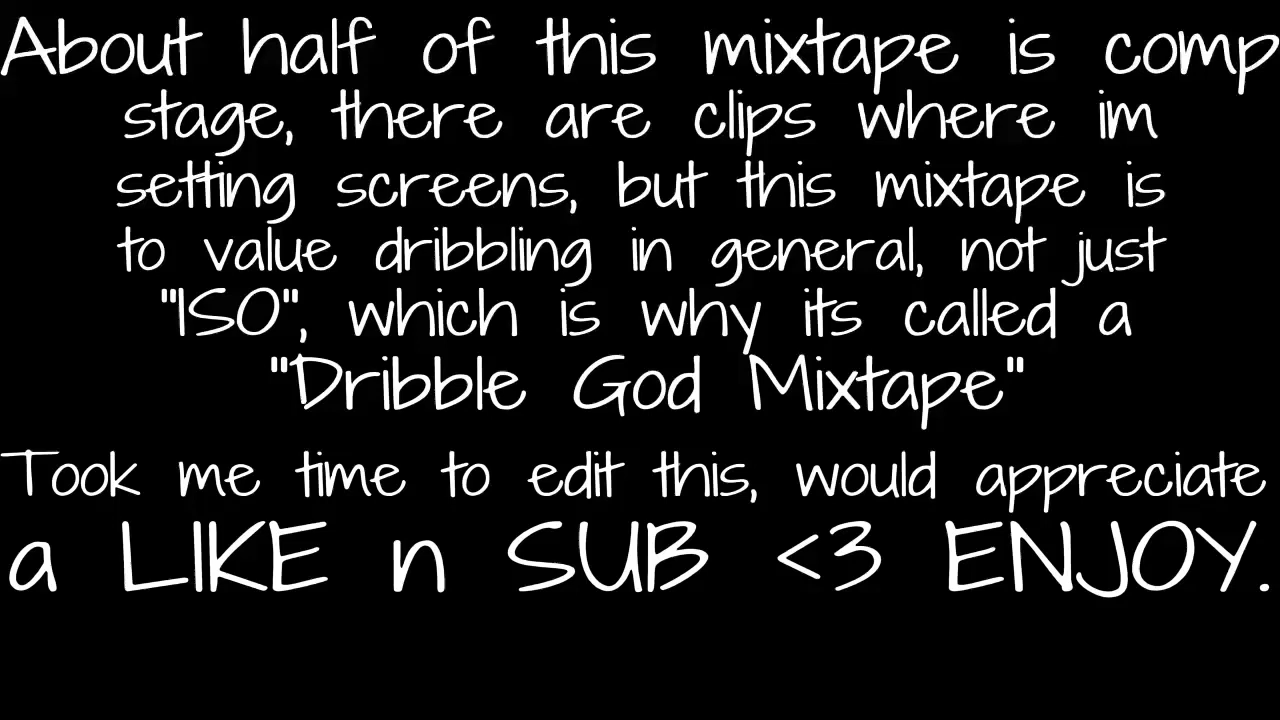 About half of this mixtape is comp
stage, there are clips where im
setting screens, but this mixtape is
to value dribbling in general, not just
"ISO", which is why its called a
"Dribble God Mixtape"
Took me time to edit this, would appreciate
a LIKE n SUB <3 ENJOY.